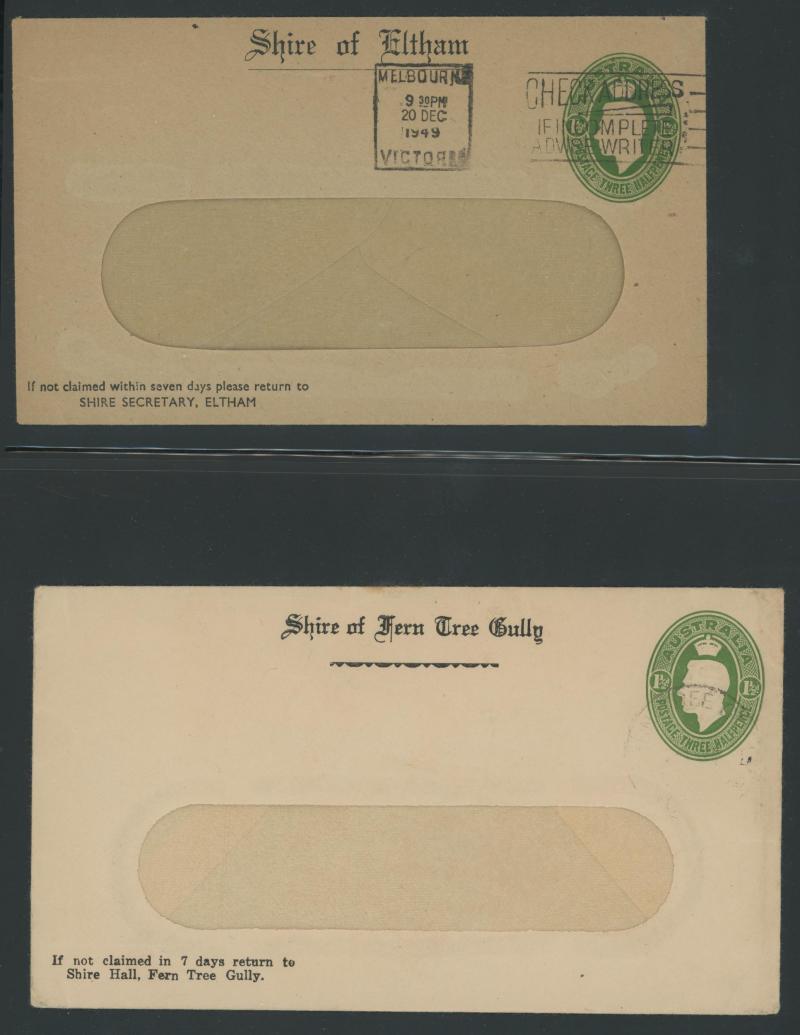 Shire of Eltham
MELBOURNE
9 30PM
20 DEC
1949
VICTORIA
CHECK ADDRESS
IF INCOMPLETE
ADVISE WRITER
AUSTRALIA
1½
POSTAGE THREE HALFPENCE
If not claimed within seven days please return to
SHIRE SECRETARY, ELTHAM
Shire of Fern Tree Gully
AUSTRALIA
1½ 1½
POSTAGE THREE HALFPENCE
If not claimed in 7 days return to
Shire Hall, Fern Tree Gully.